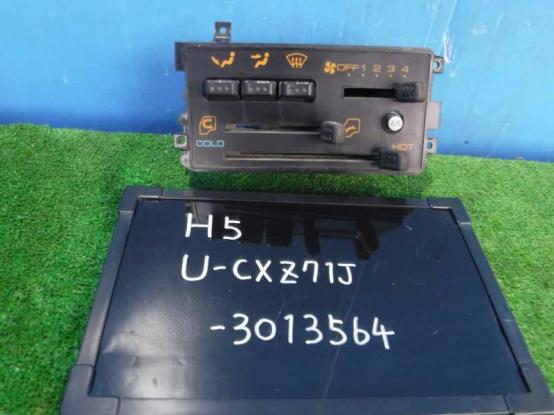 OFF 1 2 3 4
A/C
COLD HOT
H5
U-CXZ71J
-3013564